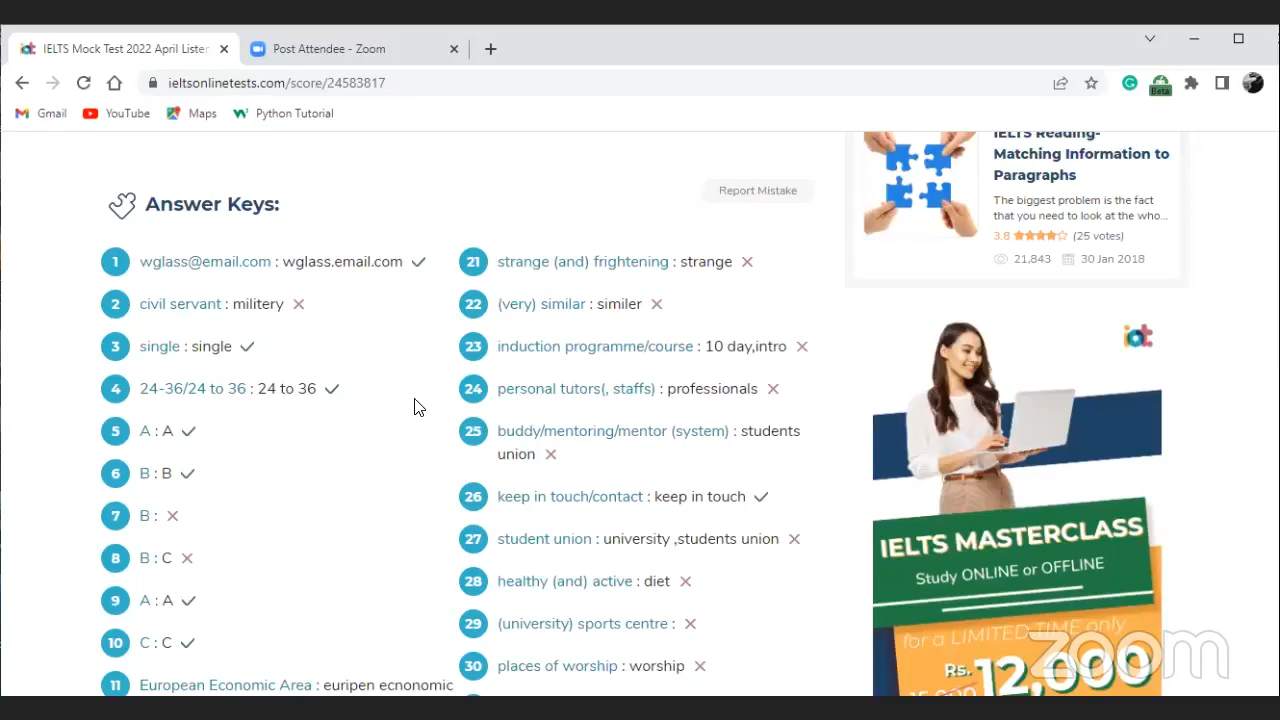 IELTS Mock Test 2022 April Lister
Post Attendee - Zoom
ieltsonlinetests.com/score/24583817
Beta
Gmail
YouTube
Maps
Python Tutorial
Answer Keys:
Report Mistake
1 wglass@email.com : wglass.email.com
2 civil servant : militery
3 single : single
4 24-36/24 to 36 : 24 to 36
5 A : A
6 B : B
7 B :
8 B : C
9 A : A
10 C : C
11 European Economic Area : euripen ecnonomic
21 strange (and) frightening : strange
22 (very) similar : similer
23 induction programme/course : 10 day,intro
24 personal tutors(, staffs) : professionals
25 buddy/mentoring/mentor (system) : students
union
26 keep in touch/contact : keep in touch
27 student union : university ,students union
28 healthy (and) active : diet
29 (university) sports centre :
30 places of worship : worship
IELTS Reading-
Matching Information to
Paragraphs
The biggest problem is the fact
that you need to look at the who...
3.8 (25 votes)
21,843 30 Jan 2018
iot
IELTS MASTERCLASS
Study ONLINE or OFFLINE
for a LIMITED TIME only
Rs. 12,000
15,000
zoom